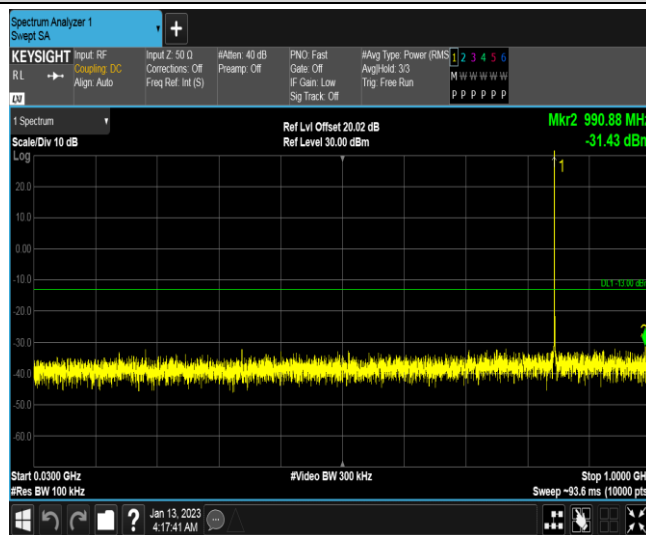 Spectrum Analyzer 1
Swept SA
KEYSIGHT
RL
LXI
Input: RF
Coupling: DC
Align: Auto
Input Z: 50 Ω
Corrections: Off
Freq Ref: Int (S)
#Atten: 40 dB
Preamp: Off
PNO: Fast
Gate: Off
IF Gain: Low
Sig Track: Off
#Avg Type: Power (RMS
Avg|Hold: 3/3
Trig: Free Run
1 2 3 4 5 6
M W W W W W
P P P P P P
1 Spectrum
Scale/Div 10 dB
Ref Lvl Offset 20.02 dB
Ref Level 30.00 dBm
Mkr2 990.88 MHz
-31.43 dBm
Log
1
20.0
10.0
0.00
-10.0
DL1 -13.00 dBm
-20.0
-30.0
-40.0
-50.0
-60.0
Start 0.0300 GHz
#Res BW 100 kHz
#Video BW 300 kHz
Stop 1.0000 GH
Sweep ~93.6 ms (10000 pts
Jan 13, 2023
4:17:41 AM